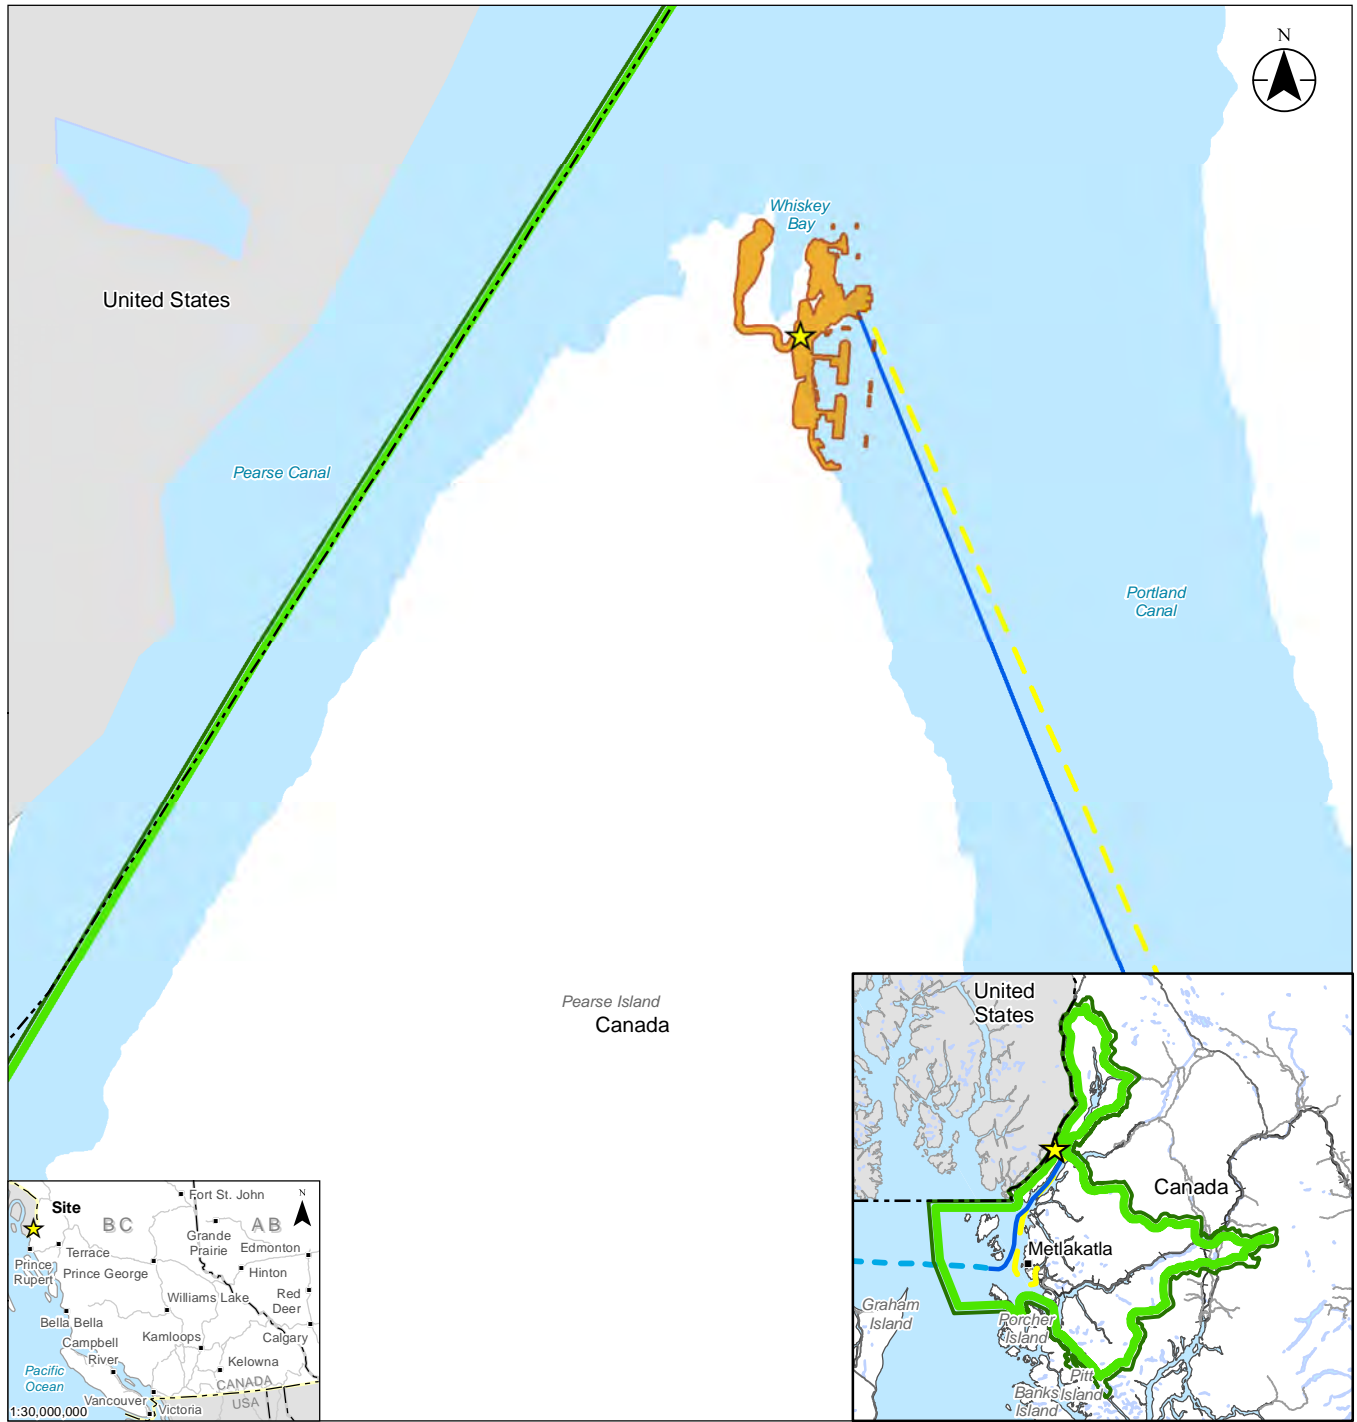 N
Whiskey
Bay
United States
Pearse Canal
Portland
Canal
Pearse Island
Canada
United
States
Canada
Metlakatla
Graham
Island
Porcher
Island
Pitt
Island
Banks
Island
N
Site
Fort St. John
BC
AB
Grande
Prairie
Edmonton
Terrace
Prince
Rupert
Prince George
Hinton
Williams Lake
Red
Deer
Bella Bella
Campbell
River
Kamloops
Calgary
Kelowna
Pacific
Ocean
CANADA
USA
Vancouver
Victoria
1:30,000,000